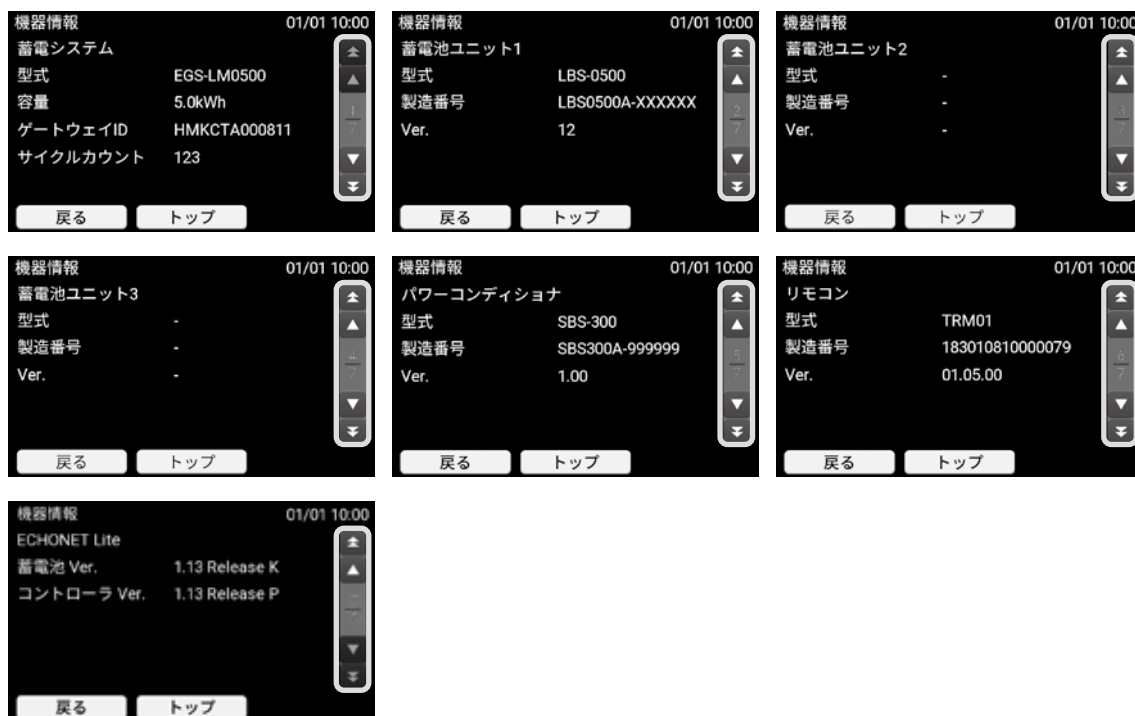 機器情報 01/01 10:00
蓄電システム
型式 EGS-LM0500
容量 5.0kWh
ゲートウェイID HMKCTA000811
サイクルカウント 123
1
7
戻る トップ
機器情報 01/01 10:00
蓄電池ユニット1
型式 LBS-0500
製造番号 LBS0500A-XXXXXX
Ver. 12
2
7
戻る トップ
機器情報 01/01 10:00
蓄電池ユニット2
型式 -
製造番号 -
Ver. -
3
7
戻る トップ
機器情報 01/01 10:00
蓄電池ユニット3
型式 -
製造番号 -
Ver. -
4
7
戻る トップ
機器情報 01/01 10:00
パワーコンディショナ
型式 SBS-300
製造番号 SBS300A-999999
Ver. 1.00
5
7
戻る トップ
機器情報 01/01 10:00
リモコン
型式 TRM01
製造番号 183010810000079
Ver. 01.05.00
6
7
戻る トップ
機器情報 01/01 10:00
ECHONET Lite
蓄電池 Ver. 1.13 Release K
コントローラ Ver. 1.13 Release P
戻る トップ